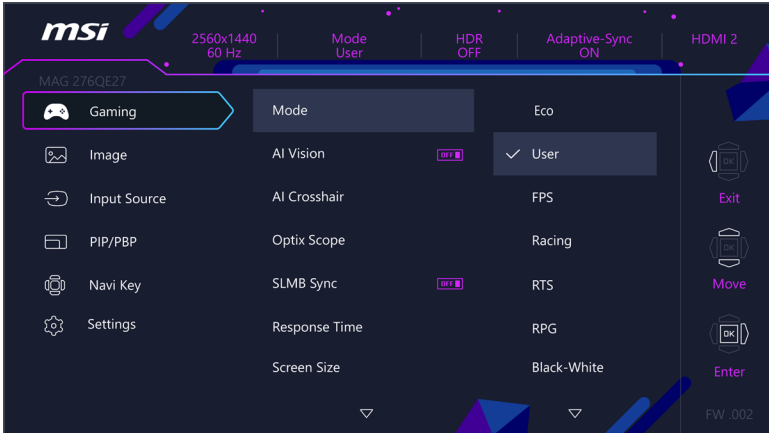 msi
2560x1440
60 Hz
Mode
User
HDR
OFF
Adaptive-Sync
ON
HDMI 2
MAG 276QE27
Gaming
Image
Input Source
PIP/PBP
Navi Key
Settings
Mode
AI Vision
OFF
AI Crosshair
Optix Scope
SLMB Sync
OFF
Response Time
Screen Size
Eco
User
FPS
Racing
RTS
RPG
Black-White
OK
Exit
OK
Move
OK
Enter
FW .002